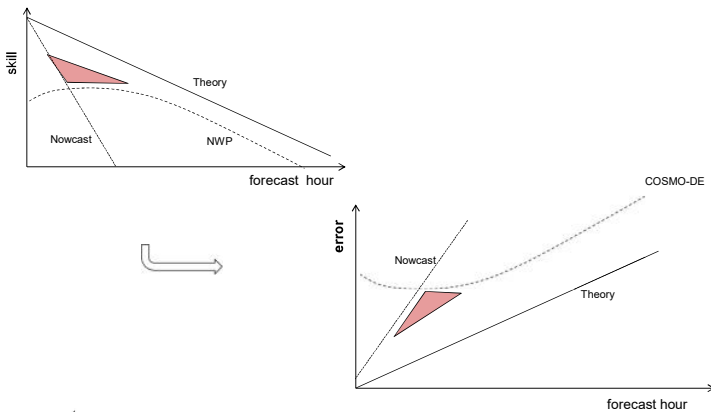 skill
Theory
Nowcast
NWP
forecast hour
COSMO-DE
error
Nowcast
Theory
forecast hour